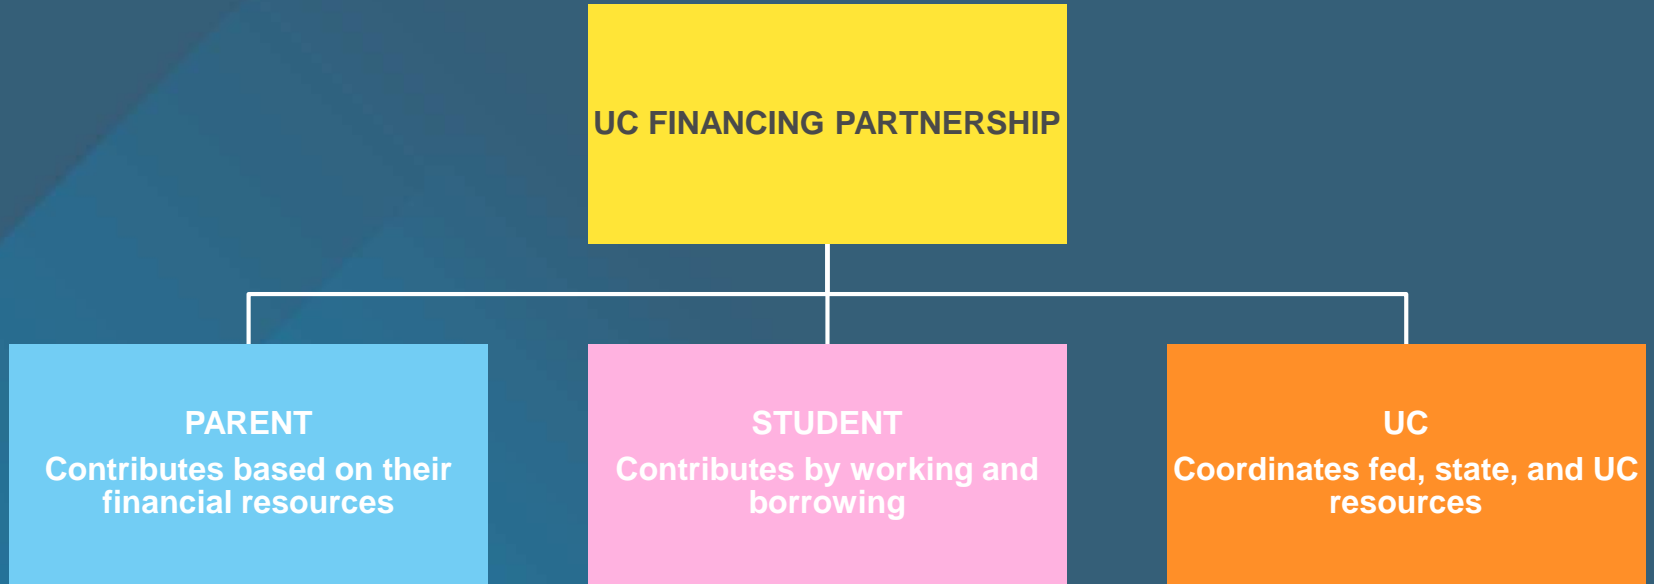 UC FINANCING PARTNERSHIP
PARENT
Contributes based on their
financial resources
STUDENT
Contributes by working and
borrowing
UC
Coordinates fed, state, and UC
resources